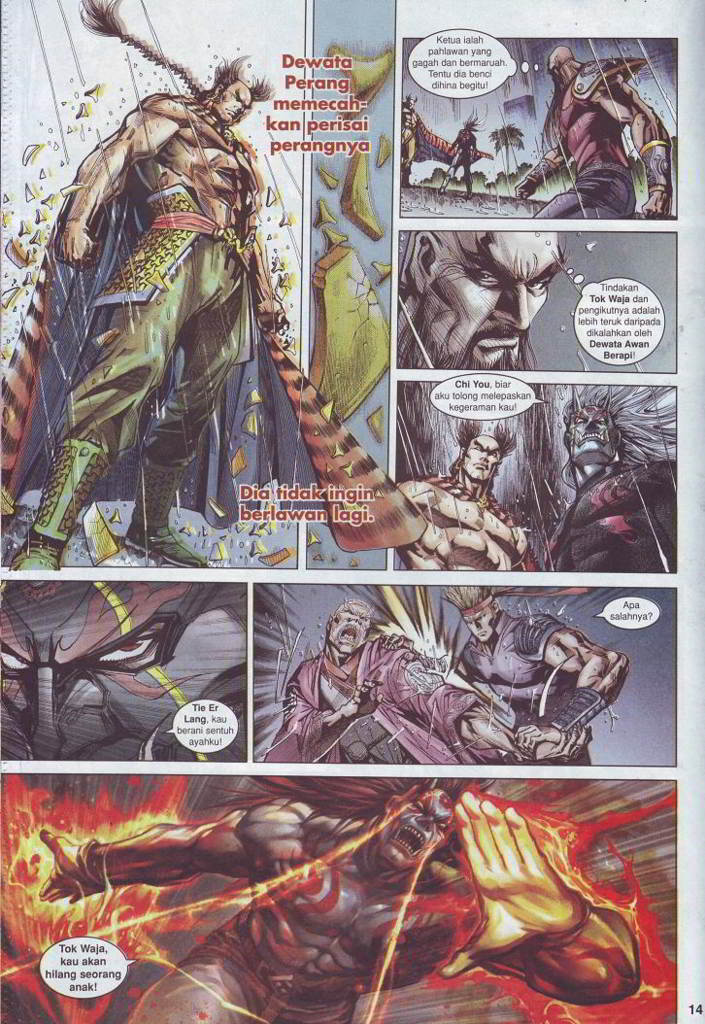 Dewata
Perang
memecah-
kan perisai
perangnya
Dia tidak ingin
berlawan lagi.
Ketua ialah
pahlawan yang
gagah dan bermaruah.
Tentu dia benci
dihina begitu!
Tindakan
Tok Waja dan
pengikutnya adalah
lebih teruk daripada
dikalahkan oleh
Dewata Awan
Berapi!
Chi You, biar
aku tolong melepaskan
kegeraman kau!
Tie Er
Lang, kau
berani sentuh
ayahku!
Apa
salahnya?
Tok Waja,
kau akan
hilang seorang
anak!
14